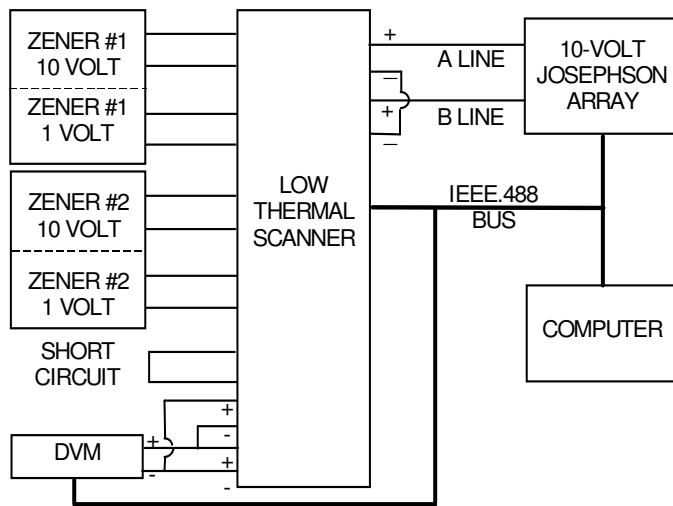 ZENER #1
10 VOLT
ZENER #1
1 VOLT
ZENER #2
10 VOLT
ZENER #2
1 VOLT
SHORT
CIRCUIT
DVM
+
-
+
-
+
-
LOW
THERMAL
SCANNER
+
A LINE
—
+
B LINE
—
10-VOLT
JOSEPHSON
ARRAY
IEEE.488
BUS
COMPUTER